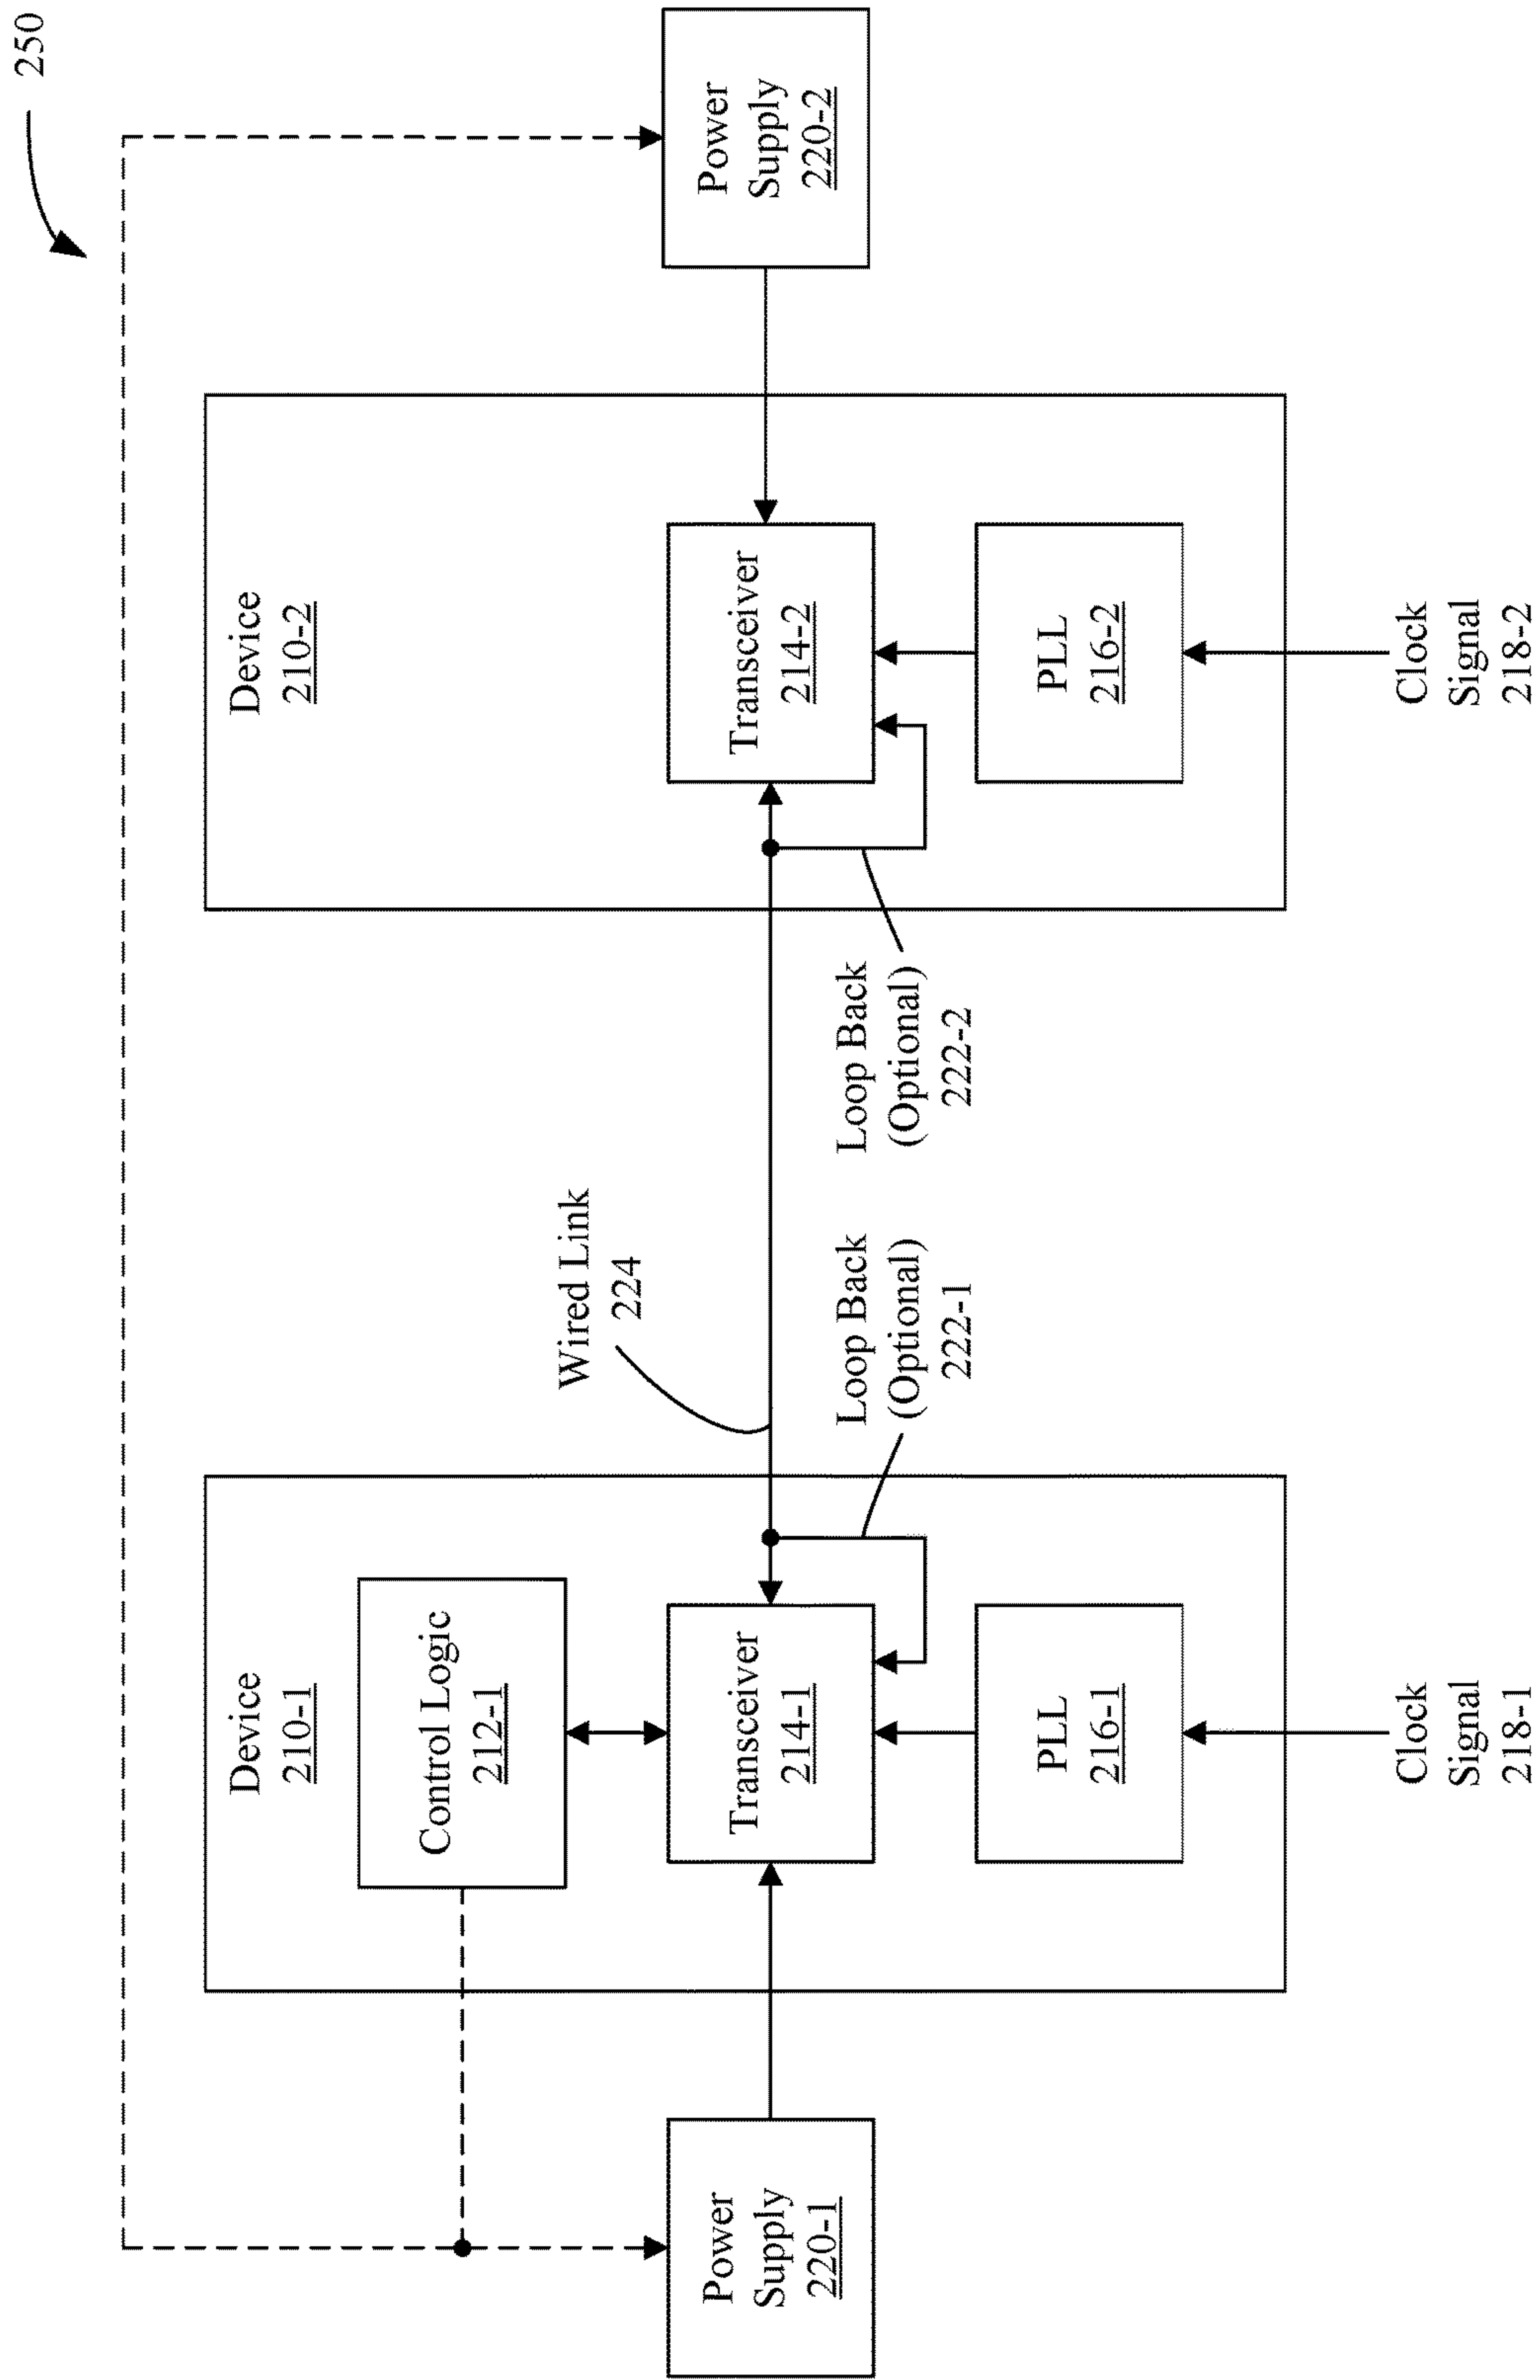 250
Device
210-1
Control Logic
212-1
Power
Supply
220-1
Transceiver
214-1
PLL
216-1
Clock
Signal
218-1
Wired Link
224
Loop Back
(Optional)
222-1
Loop Back
(Optional)
222-2
Device
210-2
Transceiver
214-2
Power
Supply
220-2
PLL
216-2
Clock
Signal
218-2